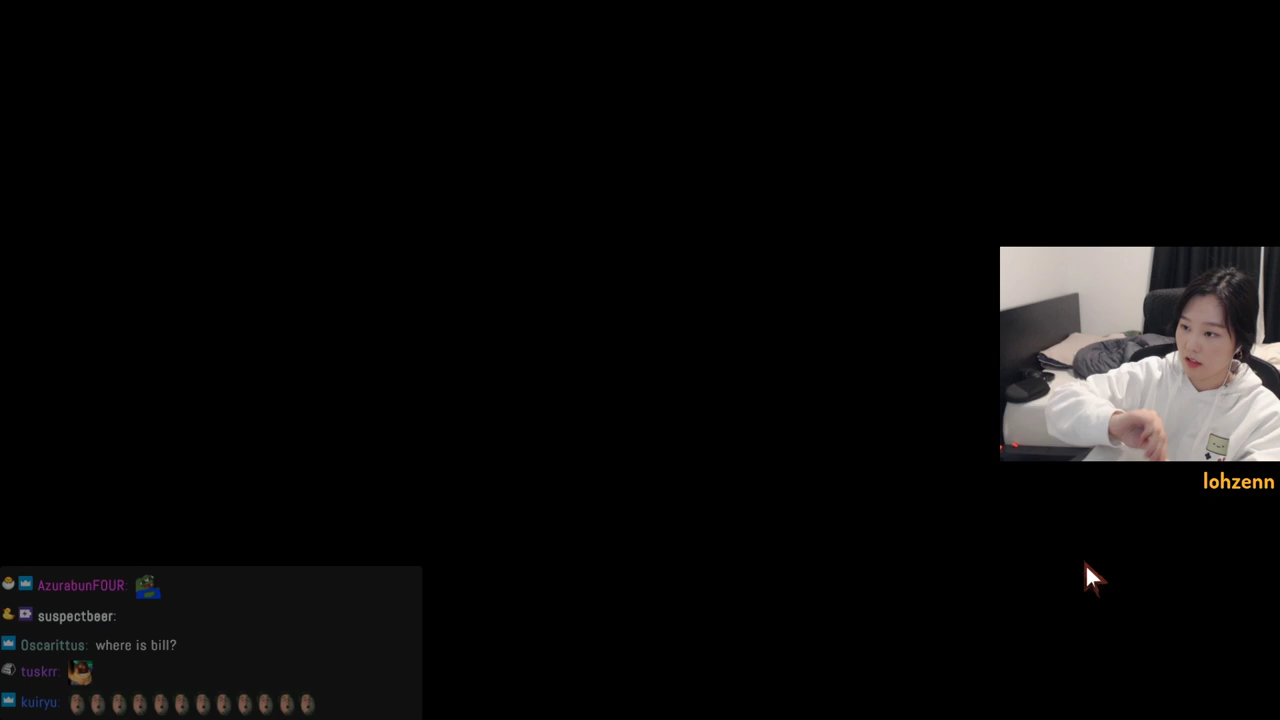 lohzenn
AzurabunFOUR:
suspectbeer:
Oscarittus: where is bill?
tuskrr:
kuiryu: